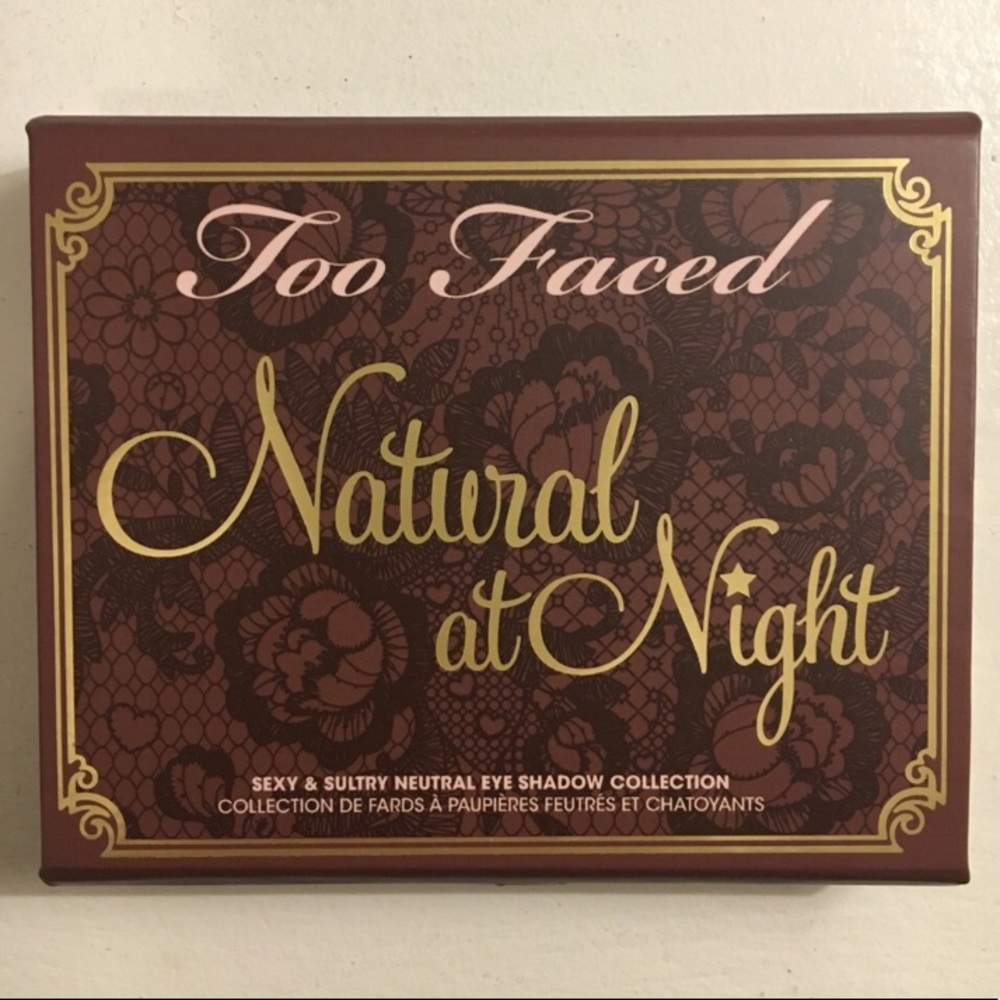 Too Faced
Natural
at Night
SEXY & SULTRY NEUTRAL EYE SHADOW COLLECTION
COLLECTION DE FARDS À PAUPIÈRES FEUTRÉS ET CHATOYANTS